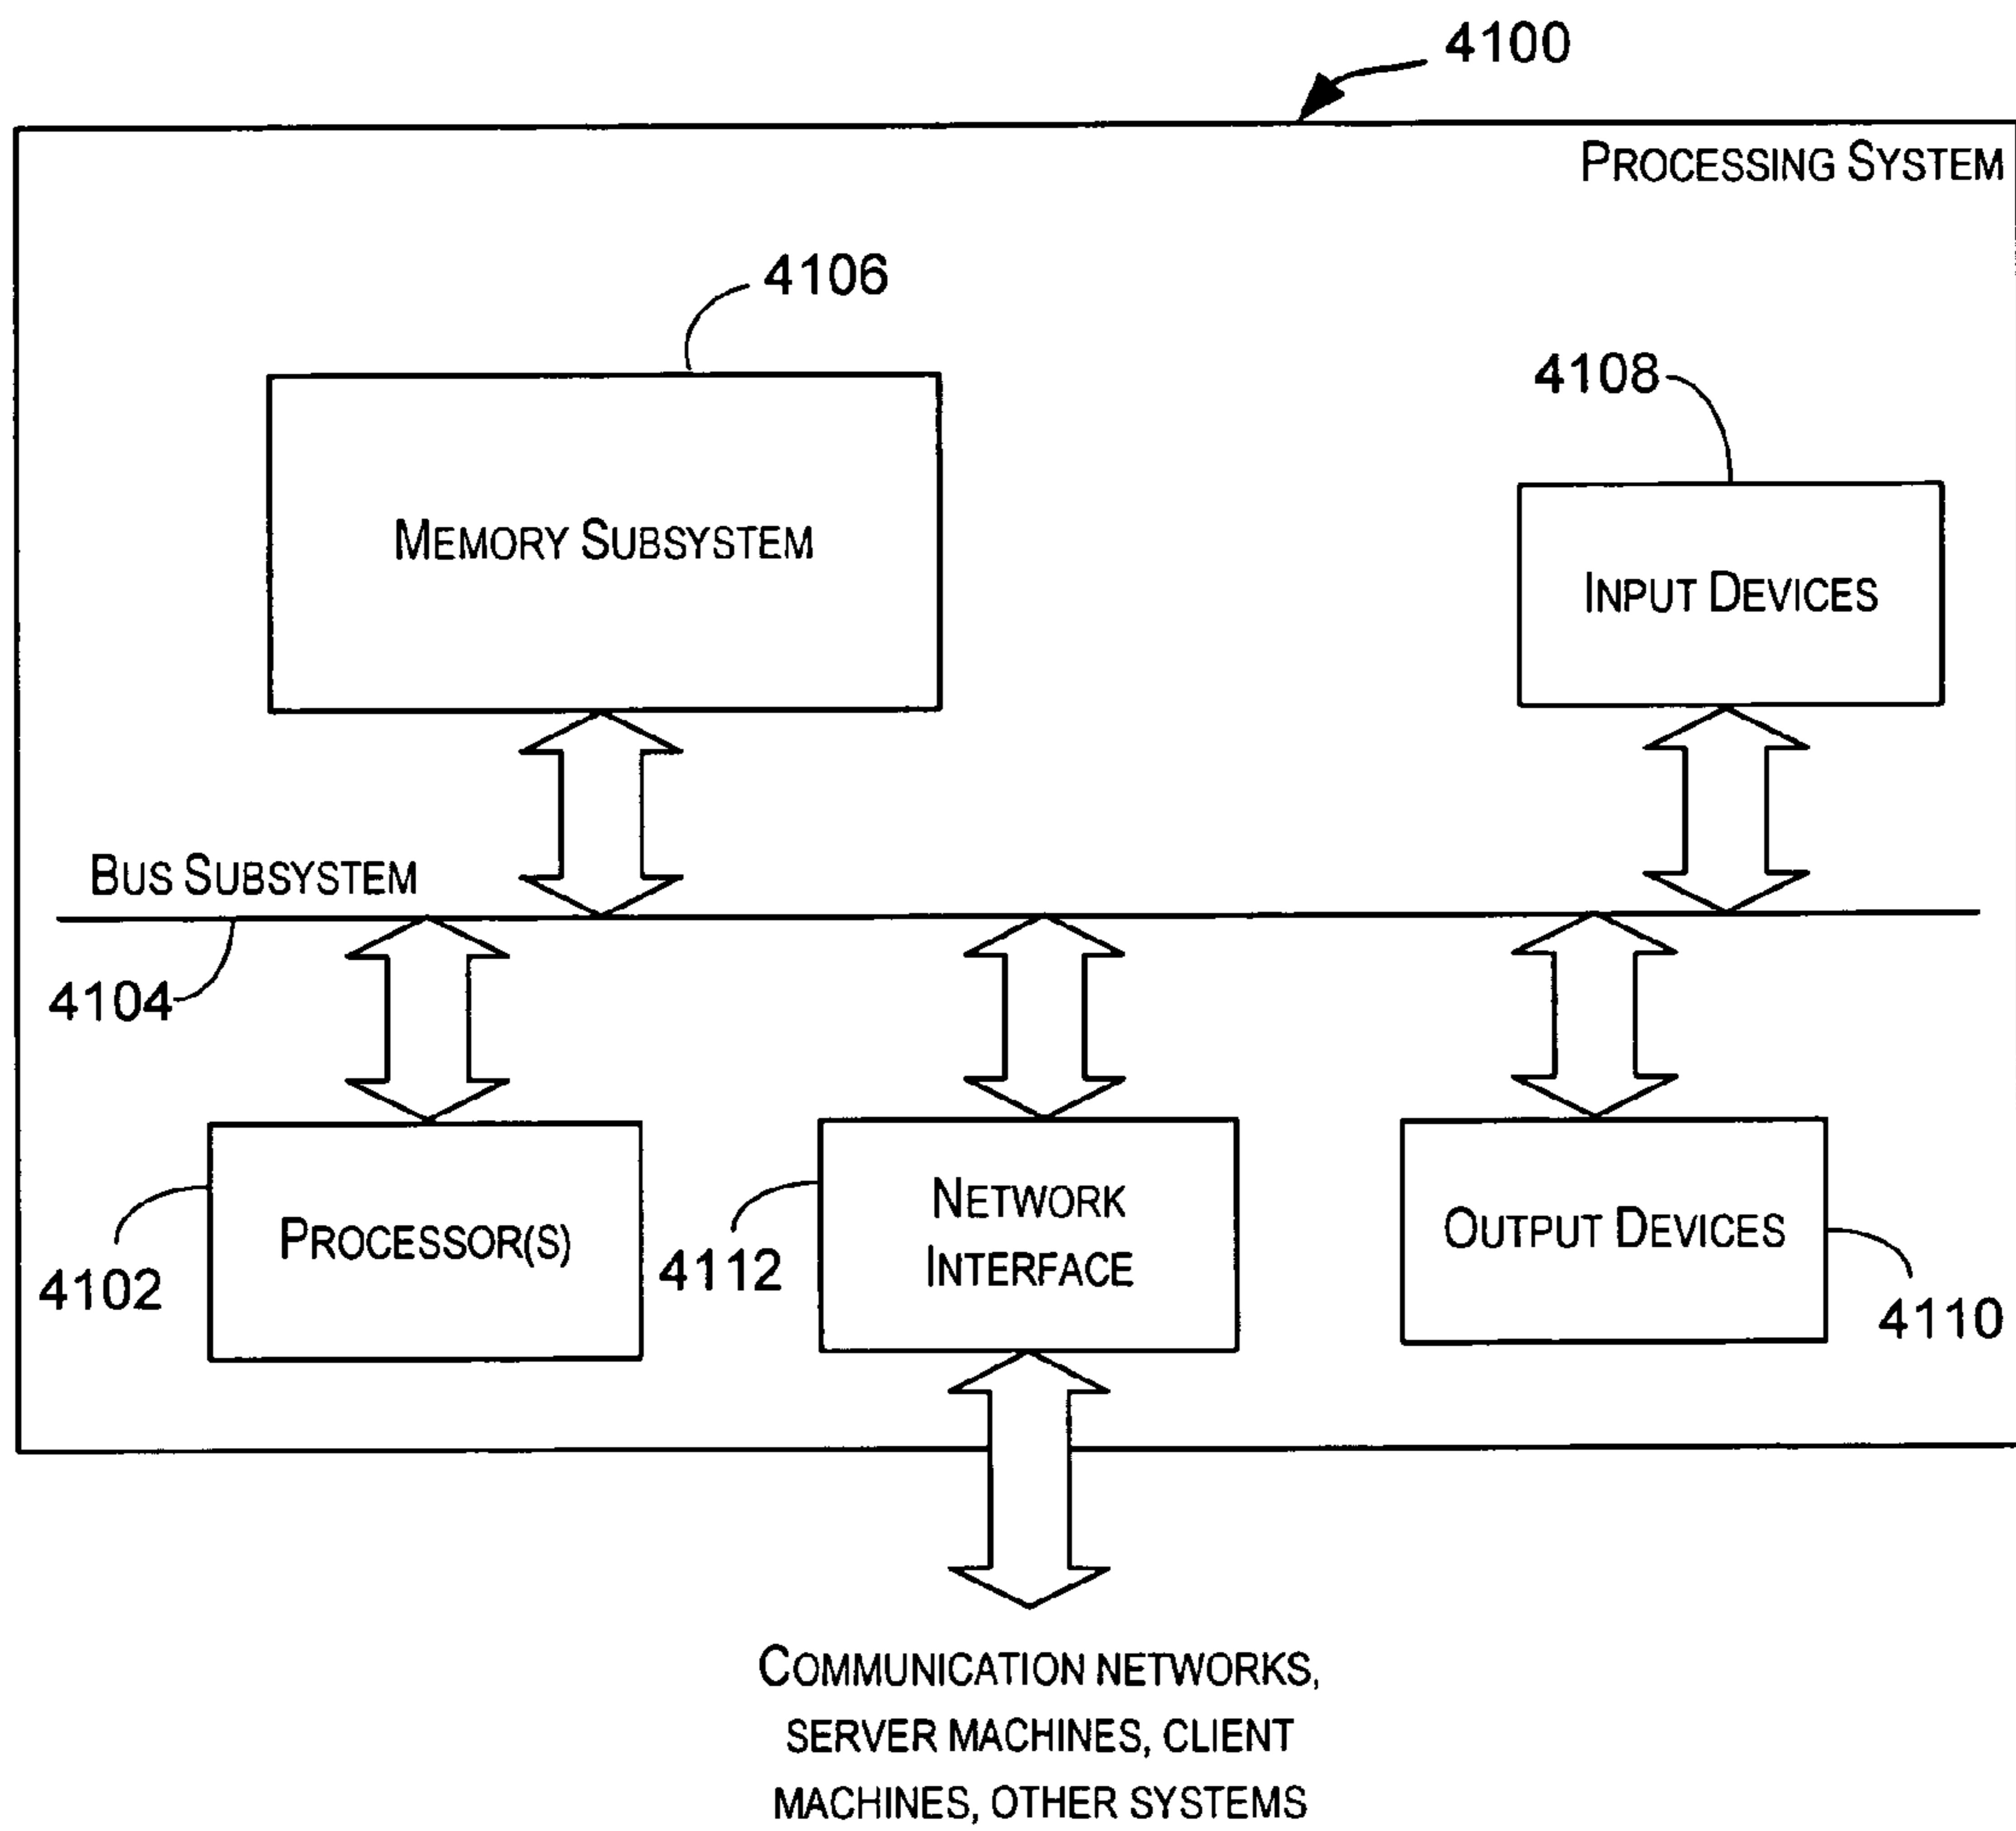 4100
PROCESSING SYSTEM
4106
4108
MEMORY SUBSYSTEM
INPUT DEVICES
BUS SUBSYSTEM
4104
PROCESSOR(S)
4102
NETWORK
INTERFACE
4112
OUTPUT DEVICES
4110
COMMUNICATION NETWORKS,
SERVER MACHINES, CLIENT
MACHINES, OTHER SYSTEMS